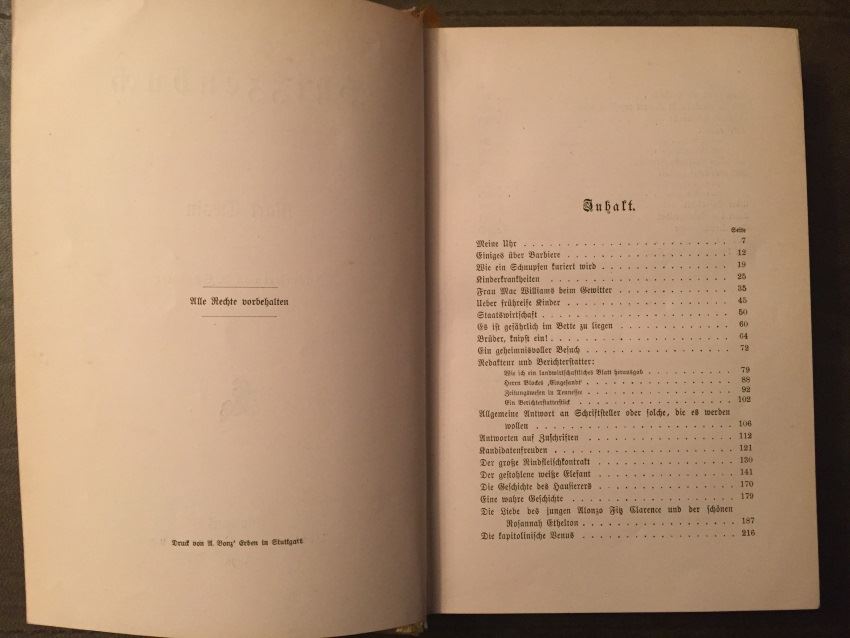 Alle Rechte vorbehalten
Druck von A. Bonz' Erben in Stuttgart
Inhalt.
Seite
Meine Uhr . . . . . . . . . . . . . . . . . . . . 7
Einiges über Barbiere . . . . . . . . . . . . . . . . 12
Wie ein Schnupfen kuriert wird . . . . . . . . . . . . . 19
Kinderkrankheiten . . . . . . . . . . . . . . . . . 25
Frau Mac Williams beim Gewitter . . . . . . . . . . . . 35
Ueber frühreife Kinder . . . . . . . . . . . . . . . . 45
Staatswirtschaft . . . . . . . . . . . . . . . . . . 50
Es ist gefährlich im Bette zu liegen . . . . . . . . . . . . 60
Brüder, knipst ein! . . . . . . . . . . . . . . . . . 64
Ein geheimnisvoller Besuch . . . . . . . . . . . . . . 72
Redakteur und Berichterstatter:
Wie ich ein landwirtschaftliches Blatt herausgab . . . . . . . . 79
Herrn Blockes ‚Eingesandt‘ . . . . . . . . . . . . . . 88
Zeitungswesen in Tennessee . . . . . . . . . . . . . . 92
Ein Berichterstatterstück . . . . . . . . . . . . . . . 102
Allgemeine Antwort an Schriftsteller oder solche, die es werden
wollen . . . . . . . . . . . . . . . . . . . . 106
Antworten auf Zuschriften . . . . . . . . . . . . . . . 112
Kandidatenfreuden . . . . . . . . . . . . . . . . . 121
Der große Rindfleischkontrakt . . . . . . . . . . . . . 130
Der gestohlene weiße Elefant . . . . . . . . . . . . . . 141
Die Geschichte des Hausierers . . . . . . . . . . . . . . 170
Eine wahre Geschichte . . . . . . . . . . . . . . . . 179
Die Liebe des jungen Alonzo Fitz Clarence und der schönen
Rosannah Ethelton . . . . . . . . . . . . . . . . 187
Die kapitolinische Venus . . . . . . . . . . . . . . . 216